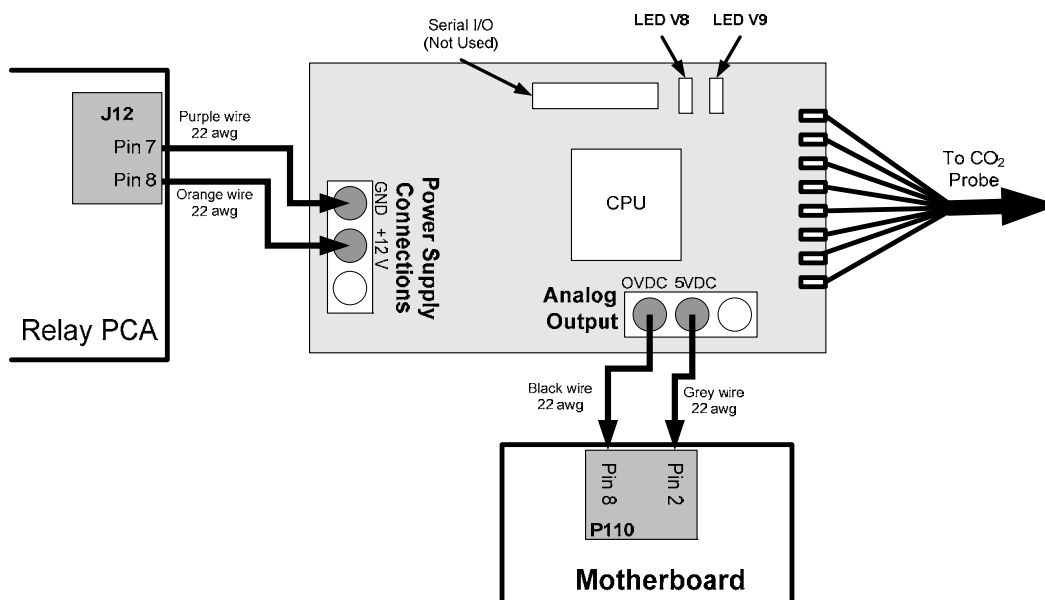 Serial I/O
(Not Used)
LED V8
LED V9
J12
Pin 7
Pin 8
Purple wire
22 awg
Orange wire
22 awg
Relay PCA
GND
+12 V
Power Supply
Connections
CPU
To CO₂
Probe
Analog
Output
0VDC
5VDC
Black wire
22 awg
Grey wire
22 awg
Pin 8
Pin 2
P110
Motherboard